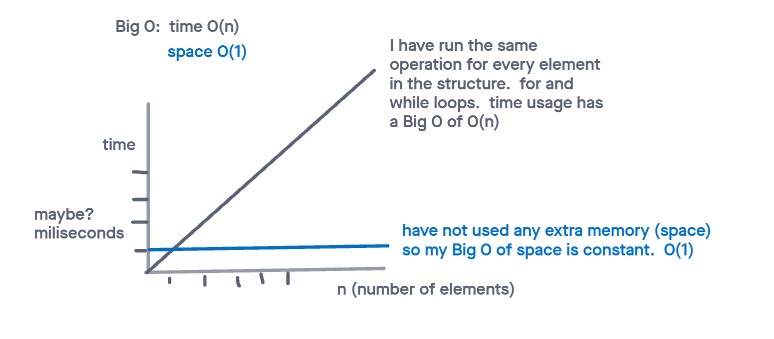 Big O:  time O(n)
space O(1)
I have run the same
operation for every element
in the structure.  for and
while loops.  time usage has
a Big O of O(n)
time
maybe?
miliseconds
have not used any extra memory (space)
so my Big O of space is constant.  O(1)
n (number of elements)